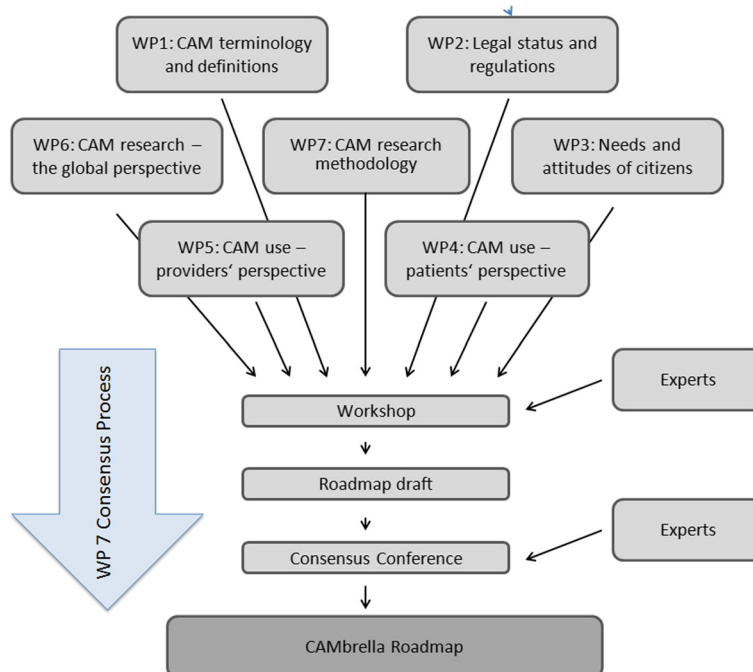 WP1: CAM terminology
and definitions
WP2: Legal status and
regulations
WP6: CAM research –
the global perspective
WP7: CAM research
methodology
WP3: Needs and
attitudes of citizens
WP5: CAM use –
providers‘ perspective
WP4: CAM use –
patients‘ perspective
WP 7 Consensus Process
Experts
Workshop
Roadmap draft
Experts
Consensus Conference
CAMbrella Roadmap